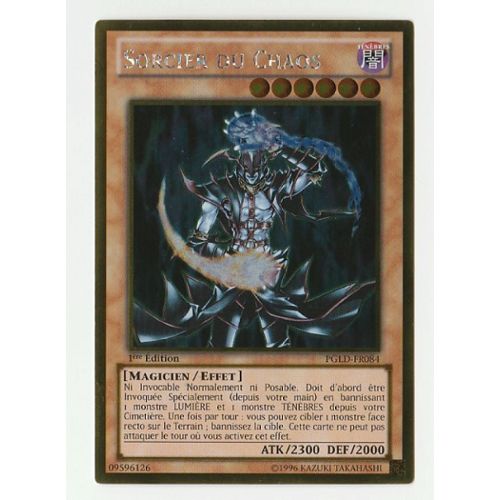 Sorcier du Chaos
TÉNÈBRES
闇
1ère Édition
PGLD-FR084
[Magicien / Effet]
Ni Invocable Normalement ni Posable. Doit d'abord être
Invoquée Spécialement (depuis votre main) en bannissant
1 monstre LUMIÈRE et 1 monstre TÉNÈBRES depuis votre
Cimetière. Une fois par tour : vous pouvez cibler 1 monstre face
recto sur le Terrain ; bannissez la cible. Cette carte ne peut pas
attaquer le tour où vous activez cet effet.
ATK/2300 DEF/2000
09596126
©1996 KAZUKI TAKAHASHI